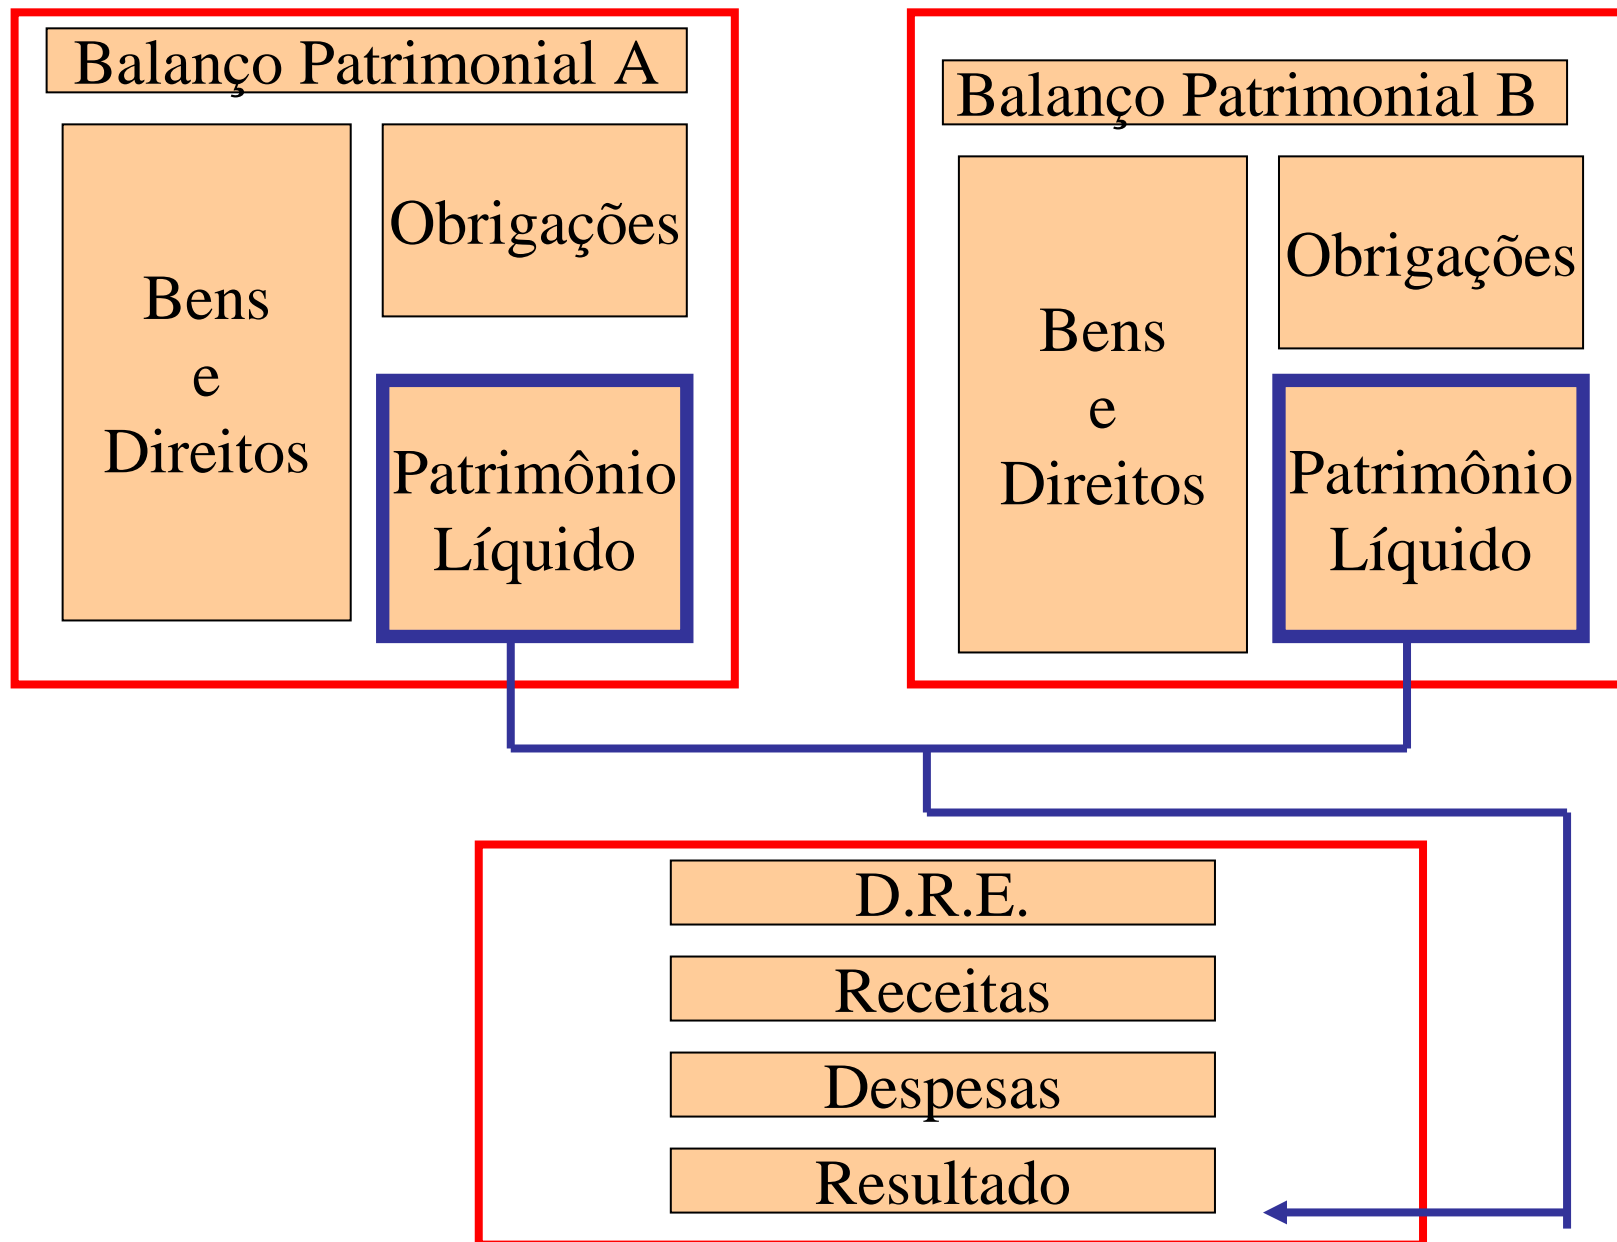 Balanço Patrimonial A
Bens
e
Direitos
Obrigações
Patrimônio
Líquido
Balanço Patrimonial B
Bens
e
Direitos
Obrigações
Patrimônio
Líquido
D.R.E.
Receitas
Despesas
Resultado